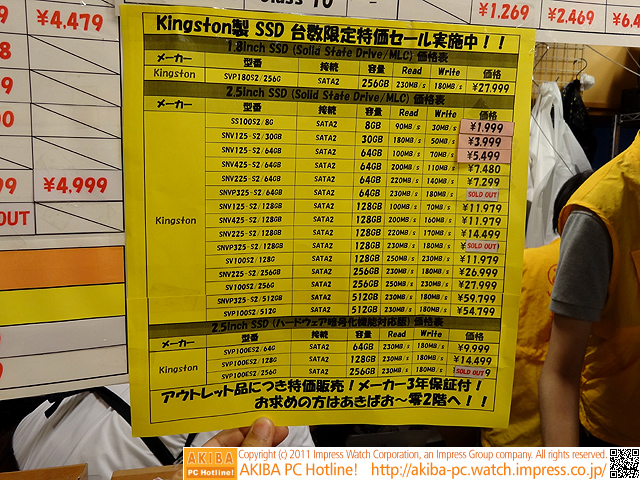 ¥4,479
¥1,269
¥2,469
Kingston製 SSD 台数限定特価セール実施中！！
1.8inch SSD (Solid State Drive/MLC) 価格表
メーカー 型番 接続 容量 Read Write 価格
Kingston SVP180S2/256G SATA2 256GB 230MB/s 180MB/s ¥27,999
2.5inch SSD (Solid State Drive/MLC) 価格表
メーカー 型番 接続 容量 Read Write 価格
SS100S2/8G SATA2 8GB 90MB/s 30MB/s ¥1,999
SNV125-S2/30GB SATA2 30GB 180MB/s 50MB/s ¥3,999
SNV125-S2/64GB SATA2 64GB 100MB/s 70MB/s ¥5,499
SNV425-S2/64GB SATA2 64GB 200MB/s 110MB/s ¥7,480
SNV225-S2/64GB SATA2 64GB 220MB/s 140MB/s ¥7,299
SNVP325-S2/64GB SATA2 64GB 230MB/s 180MB/s SOLD OUT
SNV125-S2/128GB SATA2 128GB 100MB/s 70MB/s ¥11,979
Kingston SNV425-S2/128GB SATA2 128GB 200MB/s 160MB/s ¥11,979
SNV225-S2/128GB SATA2 128GB 220MB/s 170MB/s ¥14,499
SNVP325-S2/128GB SATA2 128GB 230MB/s 180MB/s SOLD OUT
SV100S2/128G SATA2 128GB 250MB/s 230MB/s ¥11,979
SNV225-S2/256G SATA2 256GB 230MB/s 180MB/s ¥26,999
SV100S2/256G SATA2 256GB 250MB/s 230MB/s ¥27,999
SNVP325-S2/512GB SATA2 512GB 230MB/s 180MB/s ¥59,799
SVP100S2/512G SATA2 512GB 230MB/s 180MB/s ¥54,799
2.5inch SSD (ハードウェア暗号化機能対応版) 価格表
メーカー 型番 接続 容量 Read Write 価格
SVP100ES2/64G SATA2 64GB 230MB/s 180MB/s ¥9,999
Kingston SVP100ES2/128G SATA2 128GB 230MB/s 180MB/s ¥14,499
SVP100ES2/256G SATA2 256GB 230MB/s 180MB/s SOLD OUT
アウトレット品につき特価販売！メーカー3年保証付！
お求めの方はあきばお～零2階へ！！
¥4,999
OUT
AKIBA PC Hotline!
Copyright (c) 2011 Impress Watch Corporation, an Impress Group company. All rights reserved.
AKIBA PC Hotline! http://akiba-pc.watch.impress.co.jp/